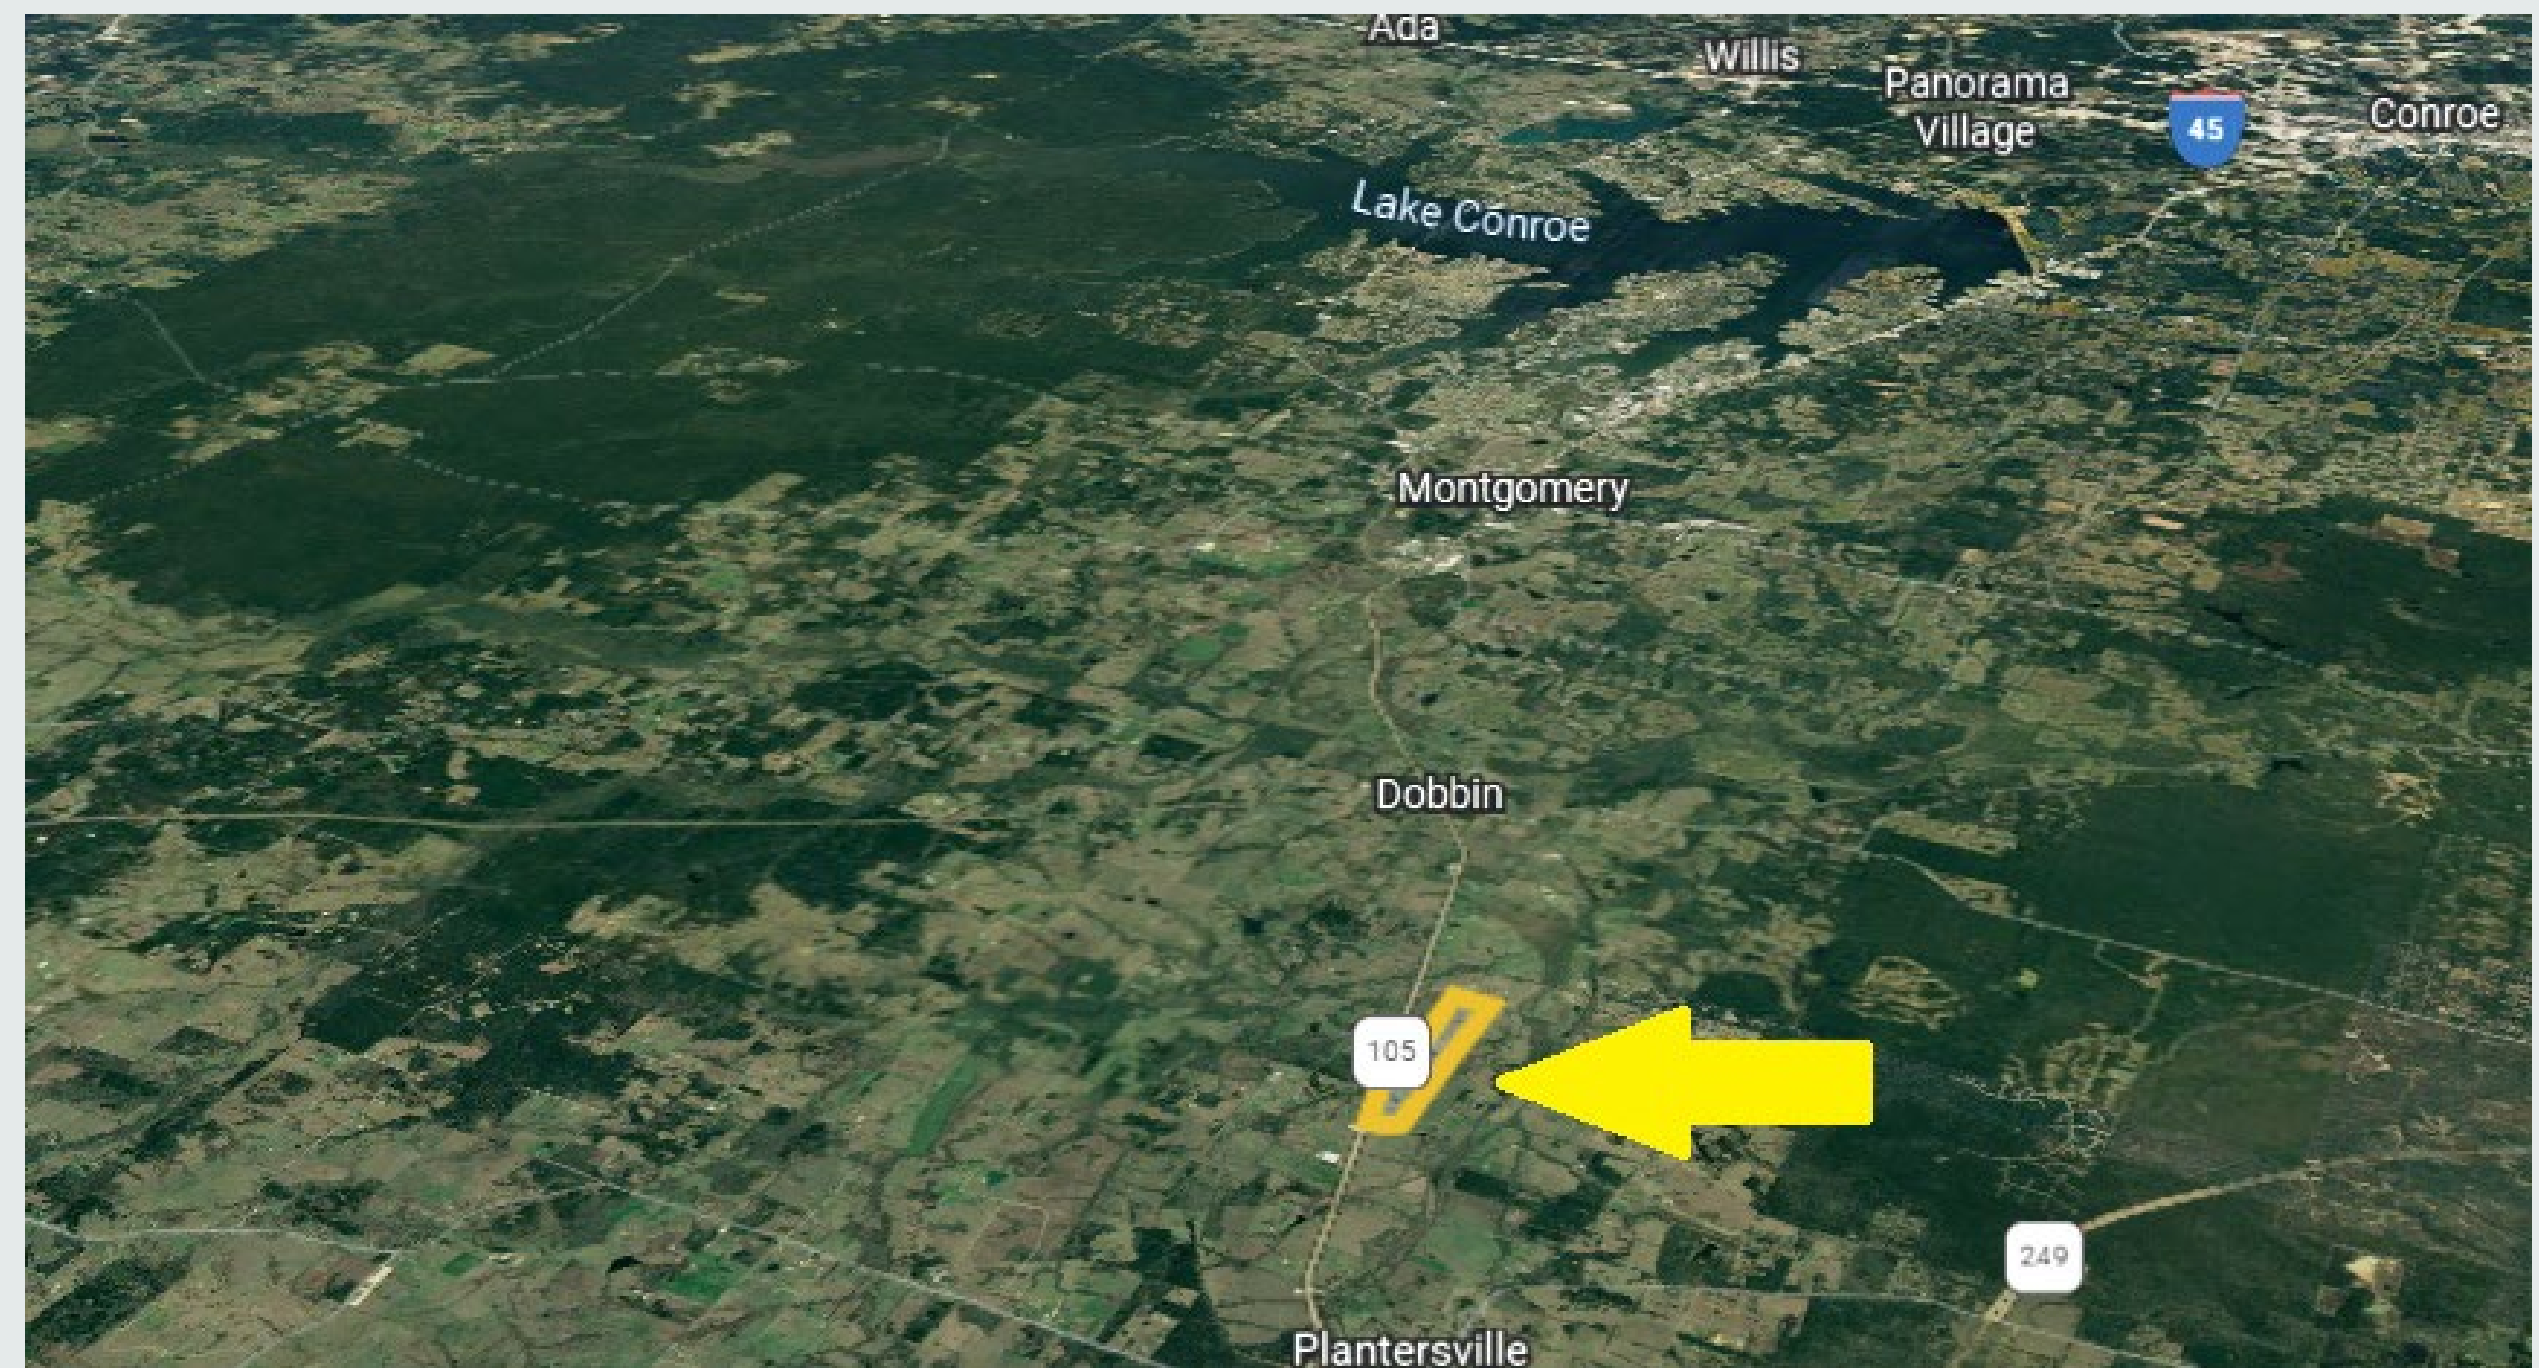 Ada
Willis
Panorama
Village
45
Conroe
Lake Conroe
Montgomery
Dobbin
105
249
Plantersville